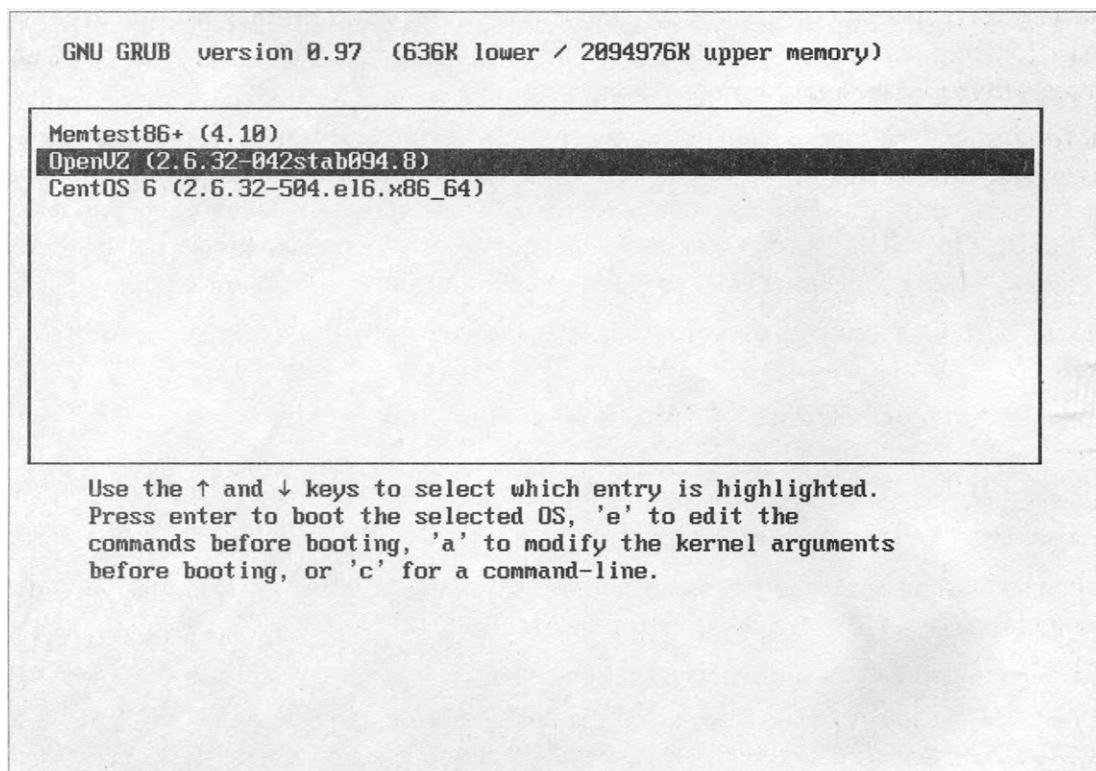 GNU GRUB version 0.97 (636K lower / 2094976K upper memory)
Memtest86+ (4.10)
OpenVZ (2.6.32-042stab094.8)
CentOS 6 (2.6.32-504.el6.x86_64)
Use the ↑ and ↓ keys to select which entry is highlighted.
Press enter to boot the selected OS, 'e' to edit the
commands before booting, 'a' to modify the kernel arguments
before booting, or 'c' for a command-line.